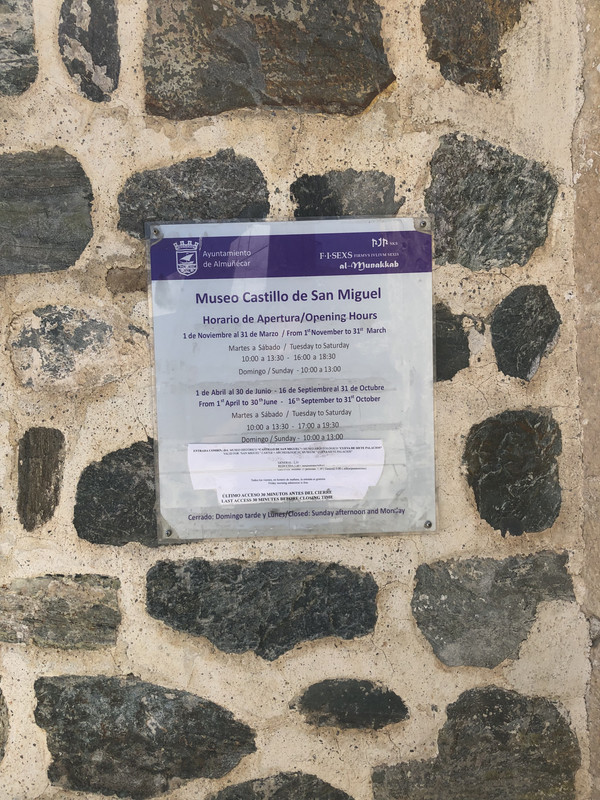 Ayuntamiento
de Almuñécar
F·I·SEXS FIRMIUM IULIUM SEXS
al-Munakkab
Museo Castillo de San Miguel
Horario de Apertura/Opening Hours
1 de Noviembre al 31 de Marzo / From 1st November to 31st March
Martes a Sábado / Tuesday to Saturday
10:00 a 13:30 - 16:00 a 18:30
Domingo / Sunday - 10:00 a 13:00
1 de Abril al 30 de Junio - 16 de Septiembre al 31 de Octubre
From 1st April to 30th June - 16th September to 31st October
Martes a Sábado / Tuesday to Saturday
10:00 a 13:30 - 17:00 a 19:30
Domingo / Sunday - 10:00 a 13:00
ULTIMO ACCESO 30 MINUTOS ANTES DEL CIERRE
LAST ACCESS 30 MINUTES BEFORE CLOSING TIME
Cerrado: Domingo tarde y Lunes/Closed: Sunday afternoon and Monday